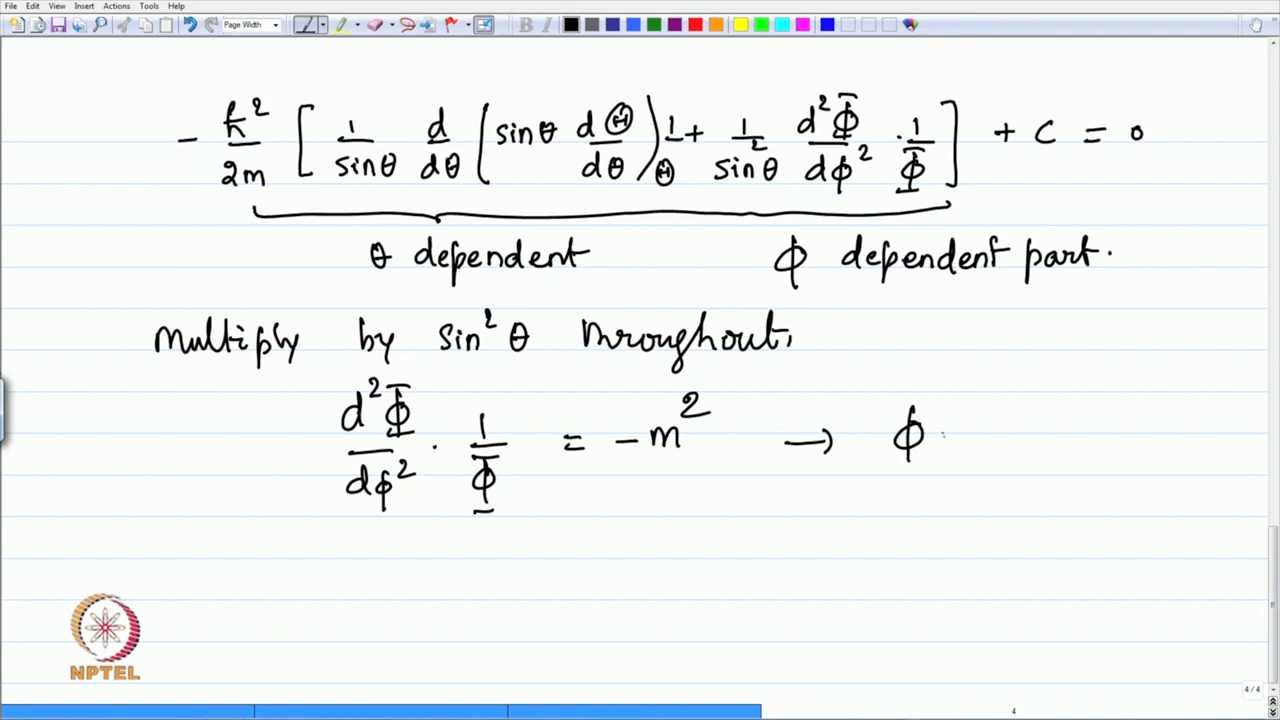 File Edit View Insert Actions Tools Help
Page Width
- ħ²/2m [ 1/sinθ d/dθ ( sinθ dΘ/dθ ) 1/Θ + 1/sin²θ d²Φ/dϕ² · 1/Φ ] + C = 0
θ dependent ϕ dependent part.
Multiply by sin²θ throughout,
d²Φ/dϕ² · 1/Φ = -m² → ϕ
NPTEL
4/4
4